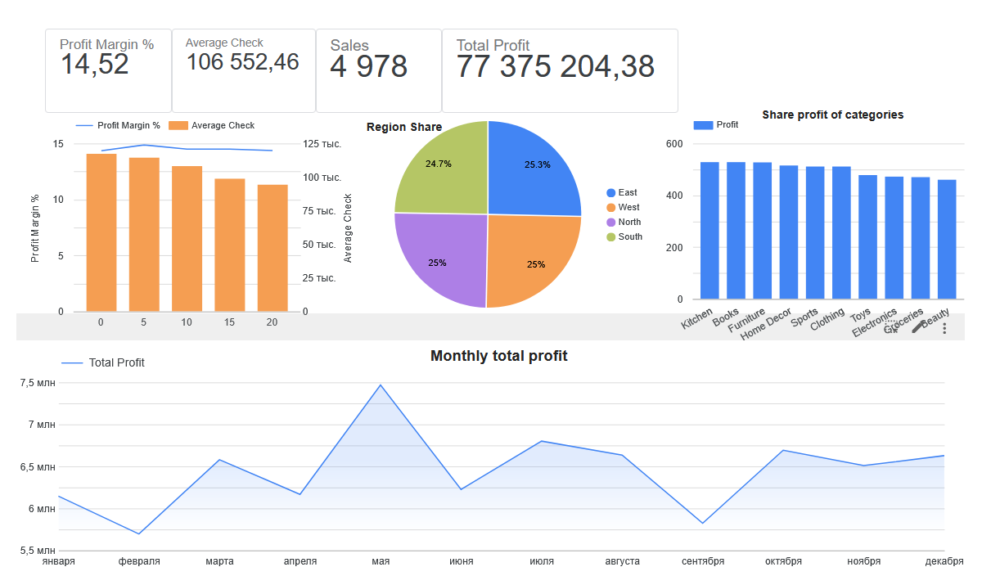 Profit Margin %
14,52
Average Check
106 552,46
Sales
4 978
Total Profit
77 375 204,38
Profit Margin %
Average Check
15
10
5
0
Profit Margin %
125 тыс.
100 тыс.
75 тыс.
50 тыс.
25 тыс.
0
Average Check
0
5
10
15
20
Region Share
24.7%
25.3%
25%
25%
East
West
North
South
Share profit of categories
Profit
600
400
200
0
Kitchen
Books
Furniture
Home Decor
Sports
Clothing
Toys
Electronics
Groceries
Beauty
Monthly total profit
Total Profit
7,5 млн
7 млн
6,5 млн
6 млн
5,5 млн
января
февраля
марта
апреля
мая
июня
июля
августа
сентября
октября
ноября
декабря